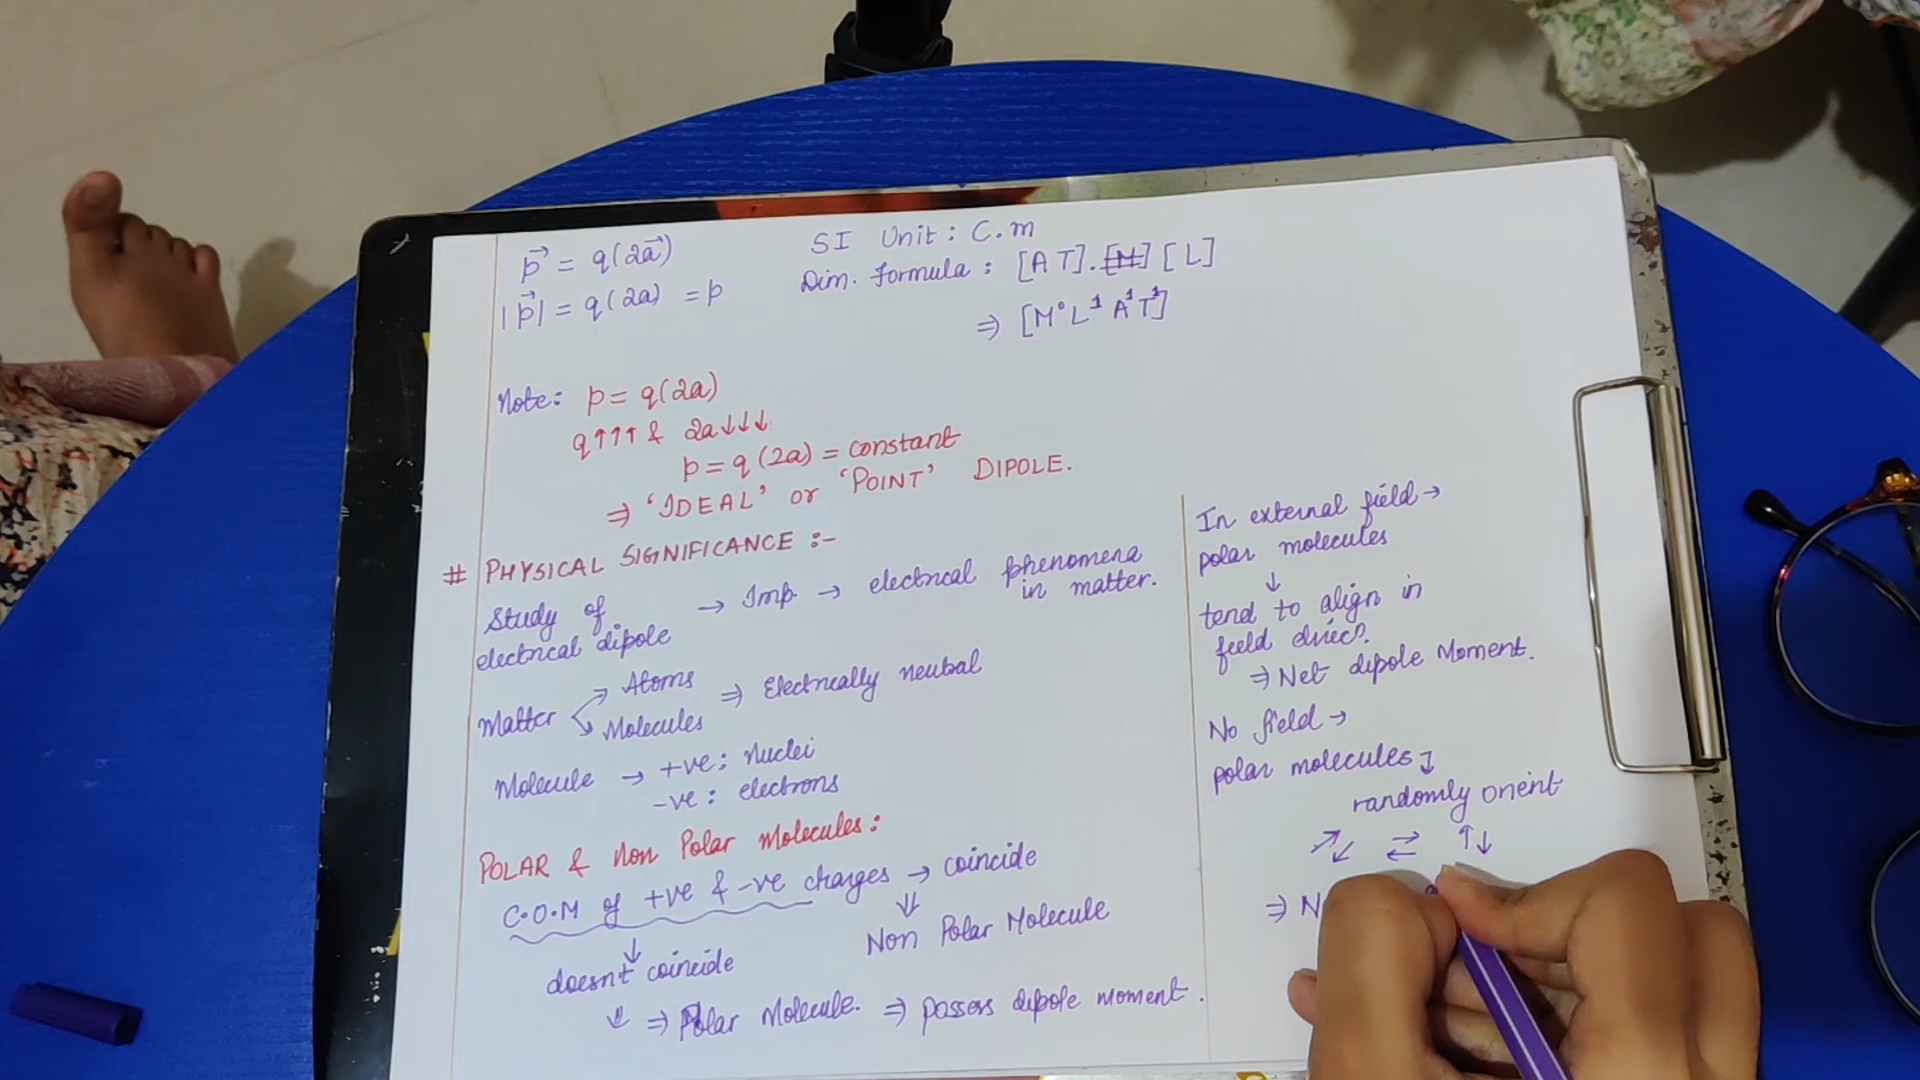 p⃗ = q(2a⃗)
|p⃗| = q(2a) = p
SI Unit : C.m
Dim. formula : [A T]. [M] [L]
⇒ [M⁰L¹A¹T¹]
Note: p = q(2a)
q↑↑↑ & 2a↓↓↓
p = q(2a) = constant
⇒ 'IDEAL' or 'POINT' DIPOLE.
# PHYSICAL SIGNIFICANCE :-
Study of electrical dipole → Imp → electrical phenomena in matter.
Matter → Atoms
→ Molecules ⇒ Electrically neutral
Molecule → +ve : nuclei
-ve : electrons
POLAR & Non Polar Molecules :
C.O.M of +ve & -ve charges → coincide
⇓
Non Polar Molecule
↓
doesn't coincide
⇓ ⇒ Polar Molecule. ⇒ possess dipole moment.
In external field →
polar molecules
↓
tend to align in
field direcⁿ.
⇒ Net dipole Moment.
No field →
polar molecules ↓
randomly orient
↗↙ ⇄ ↑↓
⇒ N